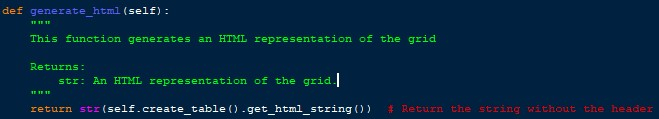 def generate_html(self):
    """
    This function generates an HTML representation of the grid

    Returns:
        str: An HTML representation of the grid.
    """
    return str(self.create_table().get_html_string())  # Return the string without the header